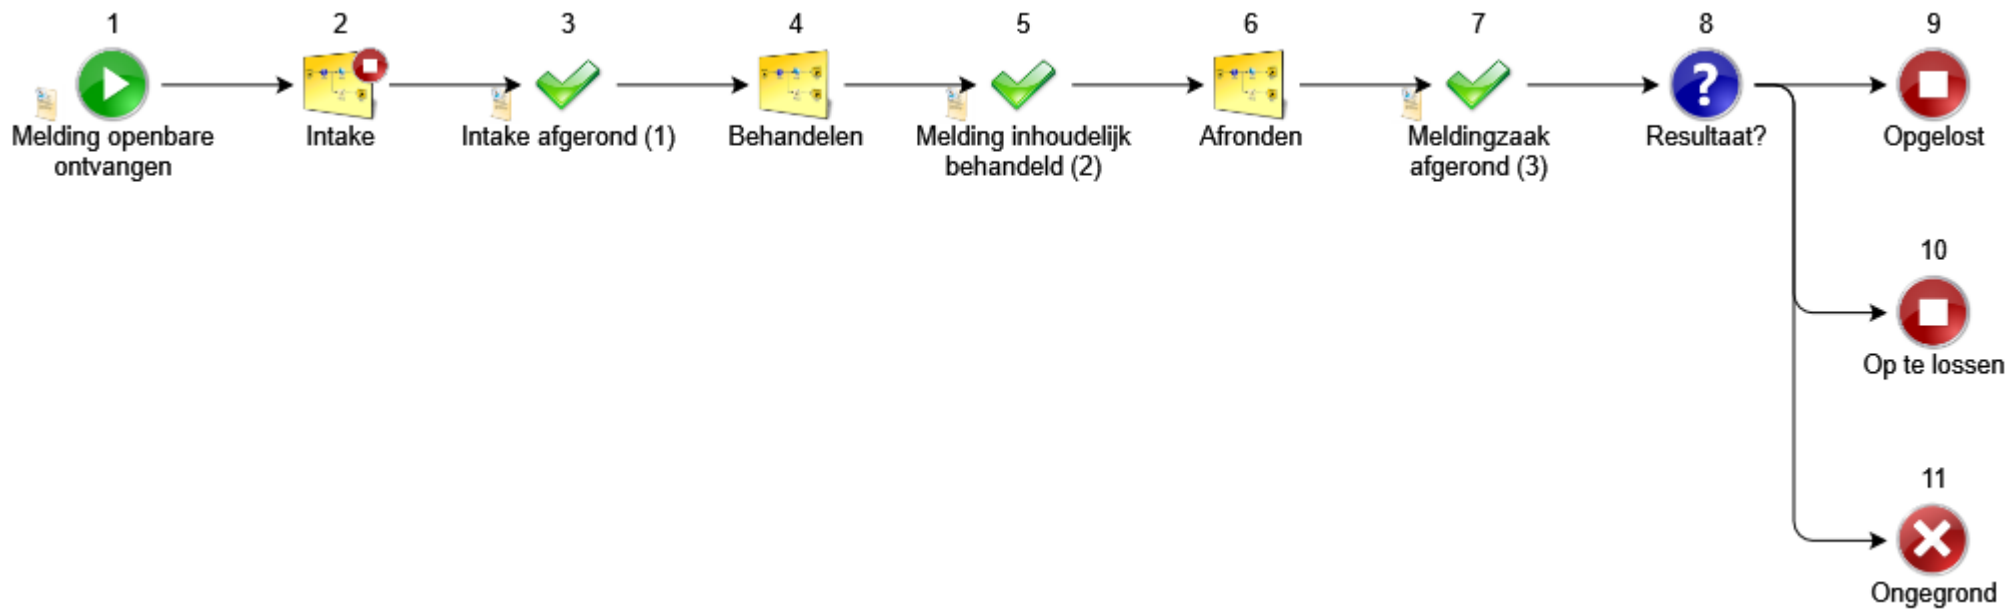 1
2
3
4
5
6
7
8
9
Melding openbare
ontvangen
Intake
Intake afgerond (1)
Behandelen
Melding inhoudelijk
behandeld (2)
Afronden
Meldingzaak
afgerond (3)
Resultaat?
Opgelost
10
Op te lossen
11
Ongegrond